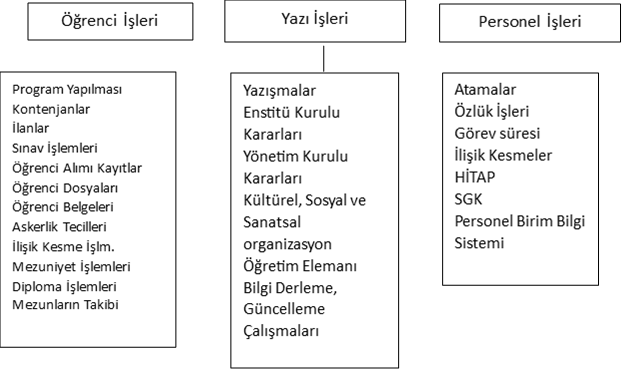 Öğrenci İşleri
Program Yapılması
Kontenjanlar
İlanlar
Sınav İşlemleri
Öğrenci Alımı Kayıtlar
Öğrenci Dosyaları
Öğrenci Belgeleri
Askerlik Tecilleri
İlişik Kesme İşlm.
Mezuniyet İşlemleri
Diploma İşlemleri
Mezunların Takibi
Yazı İşleri
Yazışmalar
Enstitü Kurulu
Kararları
Yönetim Kurulu
Kararları
Kültürel, Sosyal ve
Sanatsal
organizasyon
Öğretim Elemanı
Bilgi Derleme,
Güncelleme
Çalışmaları
Personel İşleri
Atamalar
Özlük İşleri
Görev süresi
İlişik Kesmeler
HİTAP
SGK
Personel Birim Bilgi
Sistemi